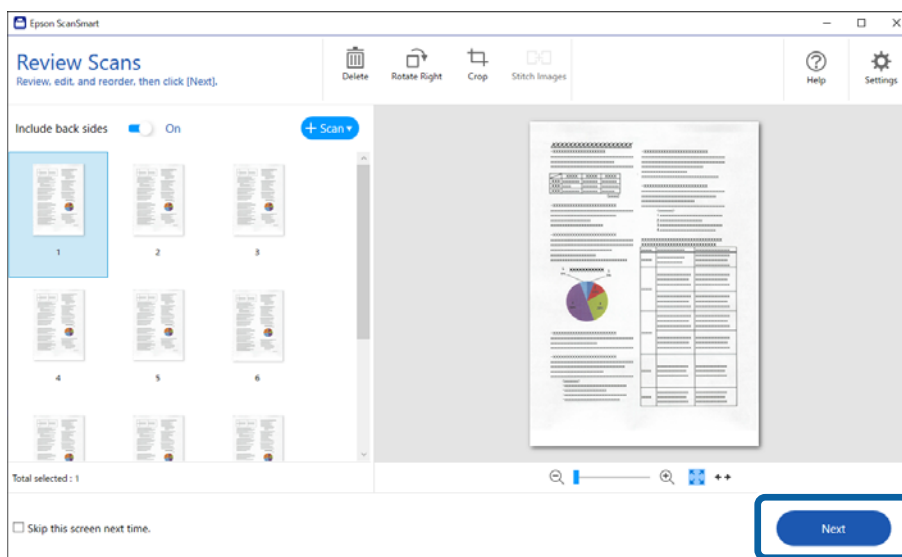 Epson ScanSmart
Review Scans
Review, edit, and reorder, then click [Next].
Delete
Rotate Right
Crop
Stitch Images
Help
Settings
Include back sides
On
+ Scan
1
2
3
4
5
6
Total selected : 1
Skip this screen next time.
Next